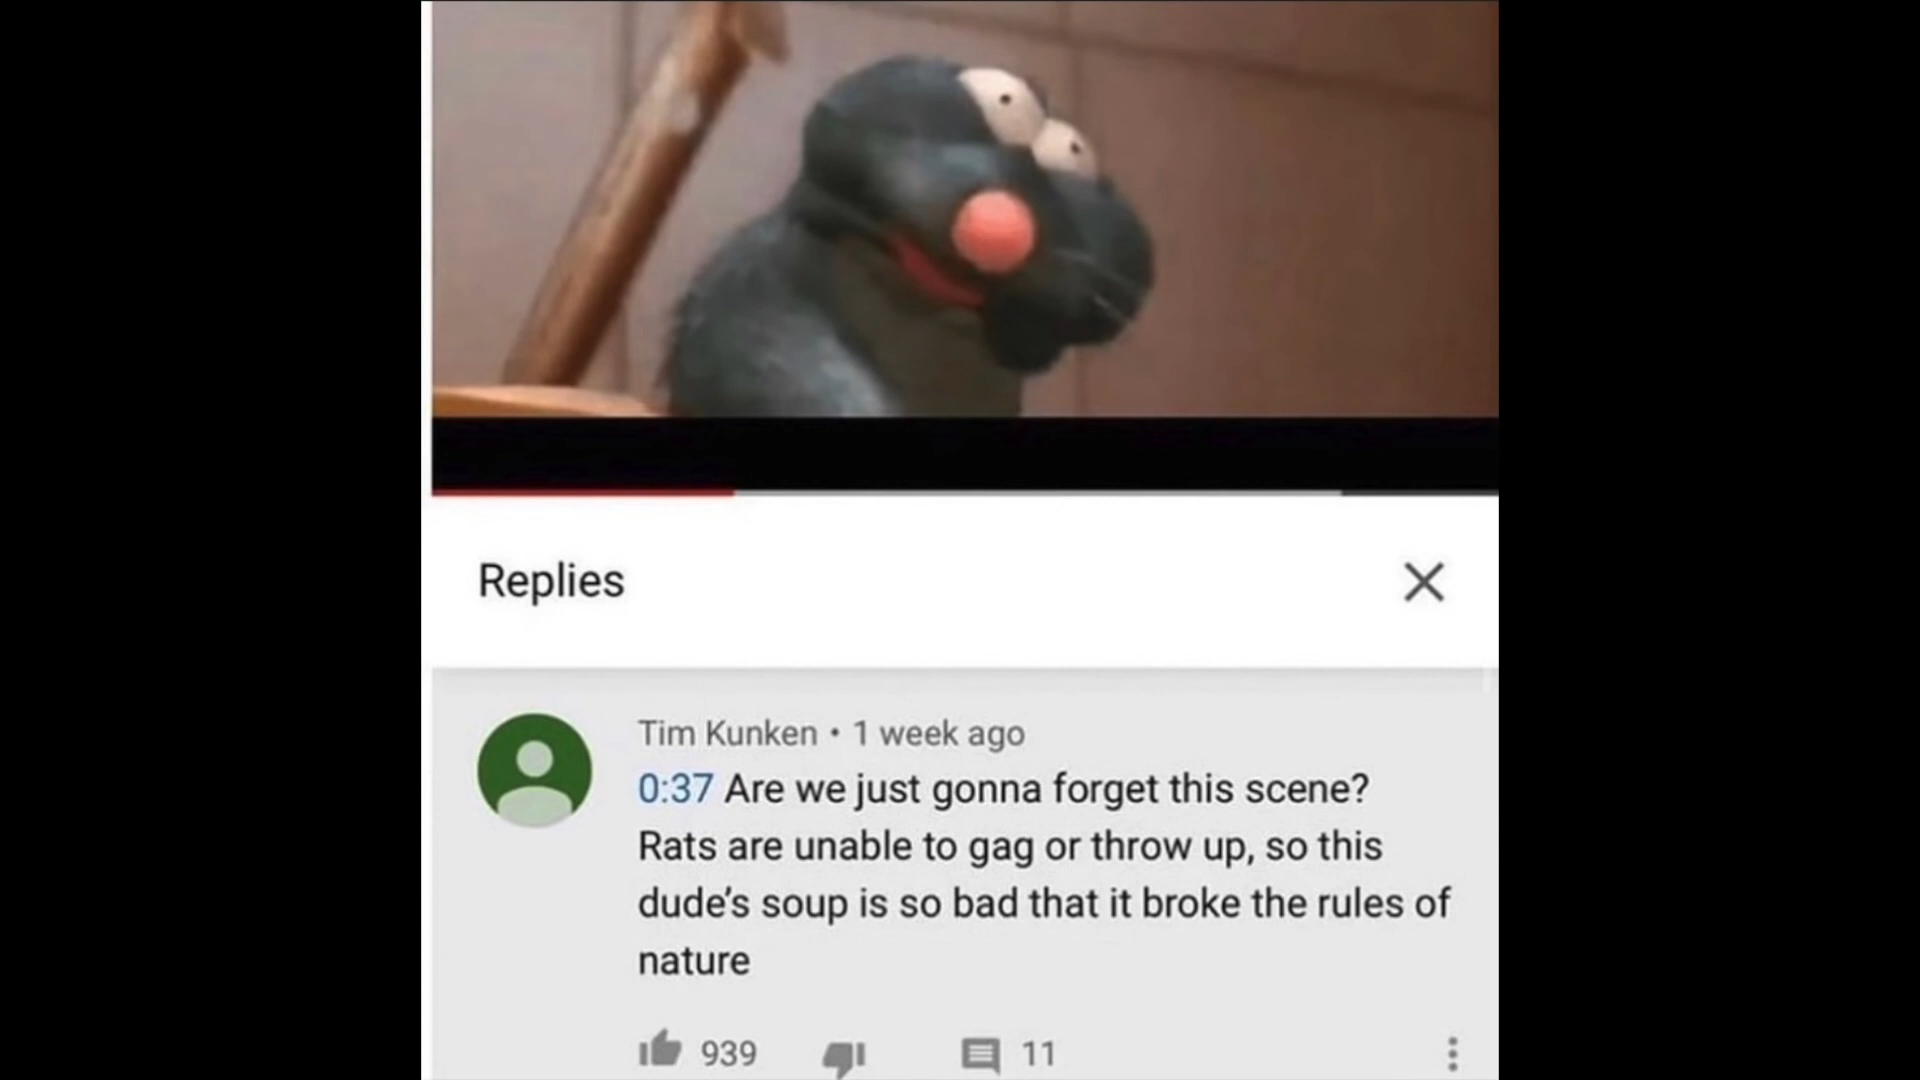 Replies
Tim Kunken • 1 week ago
0:37 Are we just gonna forget this scene?
Rats are unable to gag or throw up, so this
dude's soup is so bad that it broke the rules of
nature
939 11